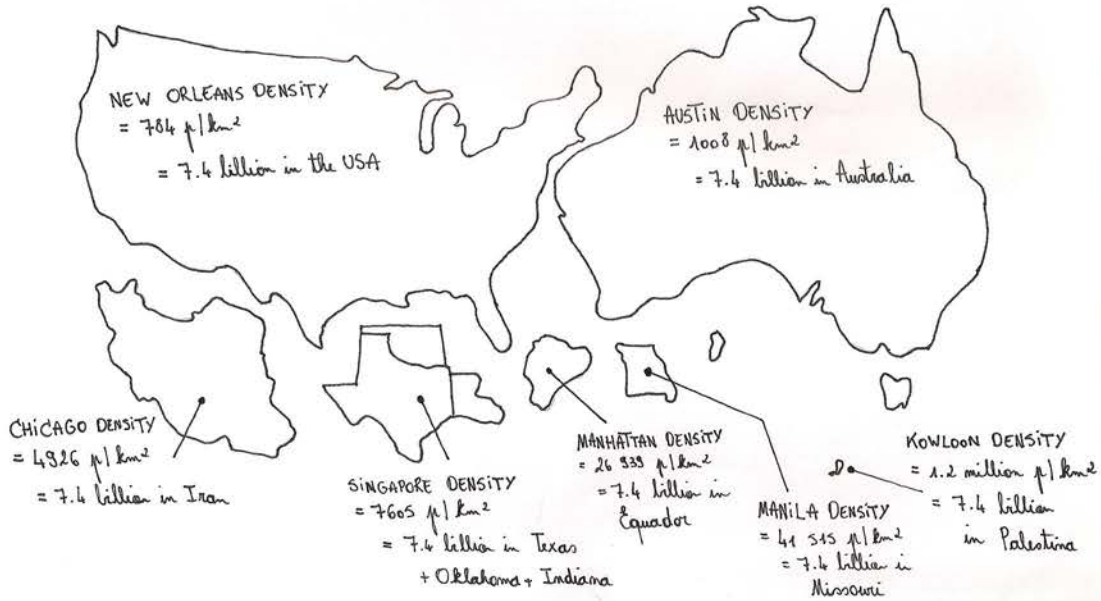 NEW ORLEANS DENSITY
= 784 p/km²
= 7.4 billion in the USA
AUSTIN DENSITY
= 1008 p/km²
= 7.4 billion in Australia
CHICAGO DENSITY
= 4926 p/km²
= 7.4 billion in Iran
SINGAPORE DENSITY
= 7605 p/km²
= 7.4 billion in Texas
+ Oklahoma + Indiana
MANHATTAN DENSITY
= 26 939 p/km²
= 7.4 billion in
Equador
MANILA DENSITY
= 41 515 p/km²
= 7.4 billion in
Missouri
KOWLOON DENSITY
= 1.2 million p/km²
= 7.4 billion
in Palestina